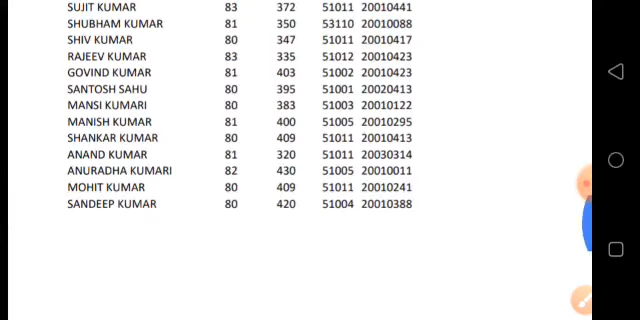 SUJIT KUMAR 83 372 51011 20010441
SHUBHAM KUMAR 81 350 53110 20010088
SHIV KUMAR 80 347 51011 20010417
RAJEEV KUMAR 83 335 51012 20010423
GOVIND KUMAR 81 403 51002 20010423
SANTOSH SAHU 80 395 51001 20020413
MANSI KUMARI 80 383 51003 20010122
MANISH KUMAR 81 400 51005 20010295
SHANKAR KUMAR 80 409 51011 20010413
ANAND KUMAR 81 320 51011 20030314
ANURADHA KUMARI 82 430 51005 20010011
MOHIT KUMAR 80 409 51011 20010241
SANDEEP KUMAR 80 420 51004 20010388